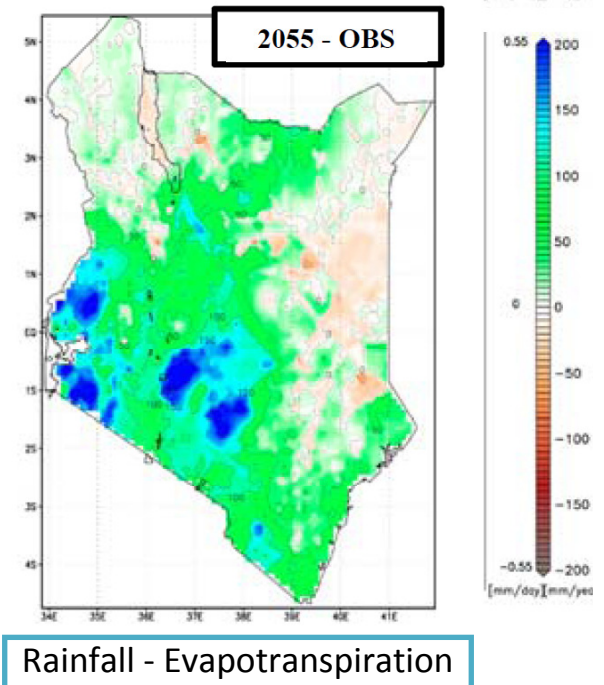 2055 - OBS
5N
4N
3N
2N
1N
EQ
1S
2S
3S
4S
34E 35E 36E 37E 38E 39E 40E 41E
0.55
0
-0.55
200
150
100
50
0
-50
-100
-150
-200
[mm/day][mm/yea
Rainfall - Evapotranspiration